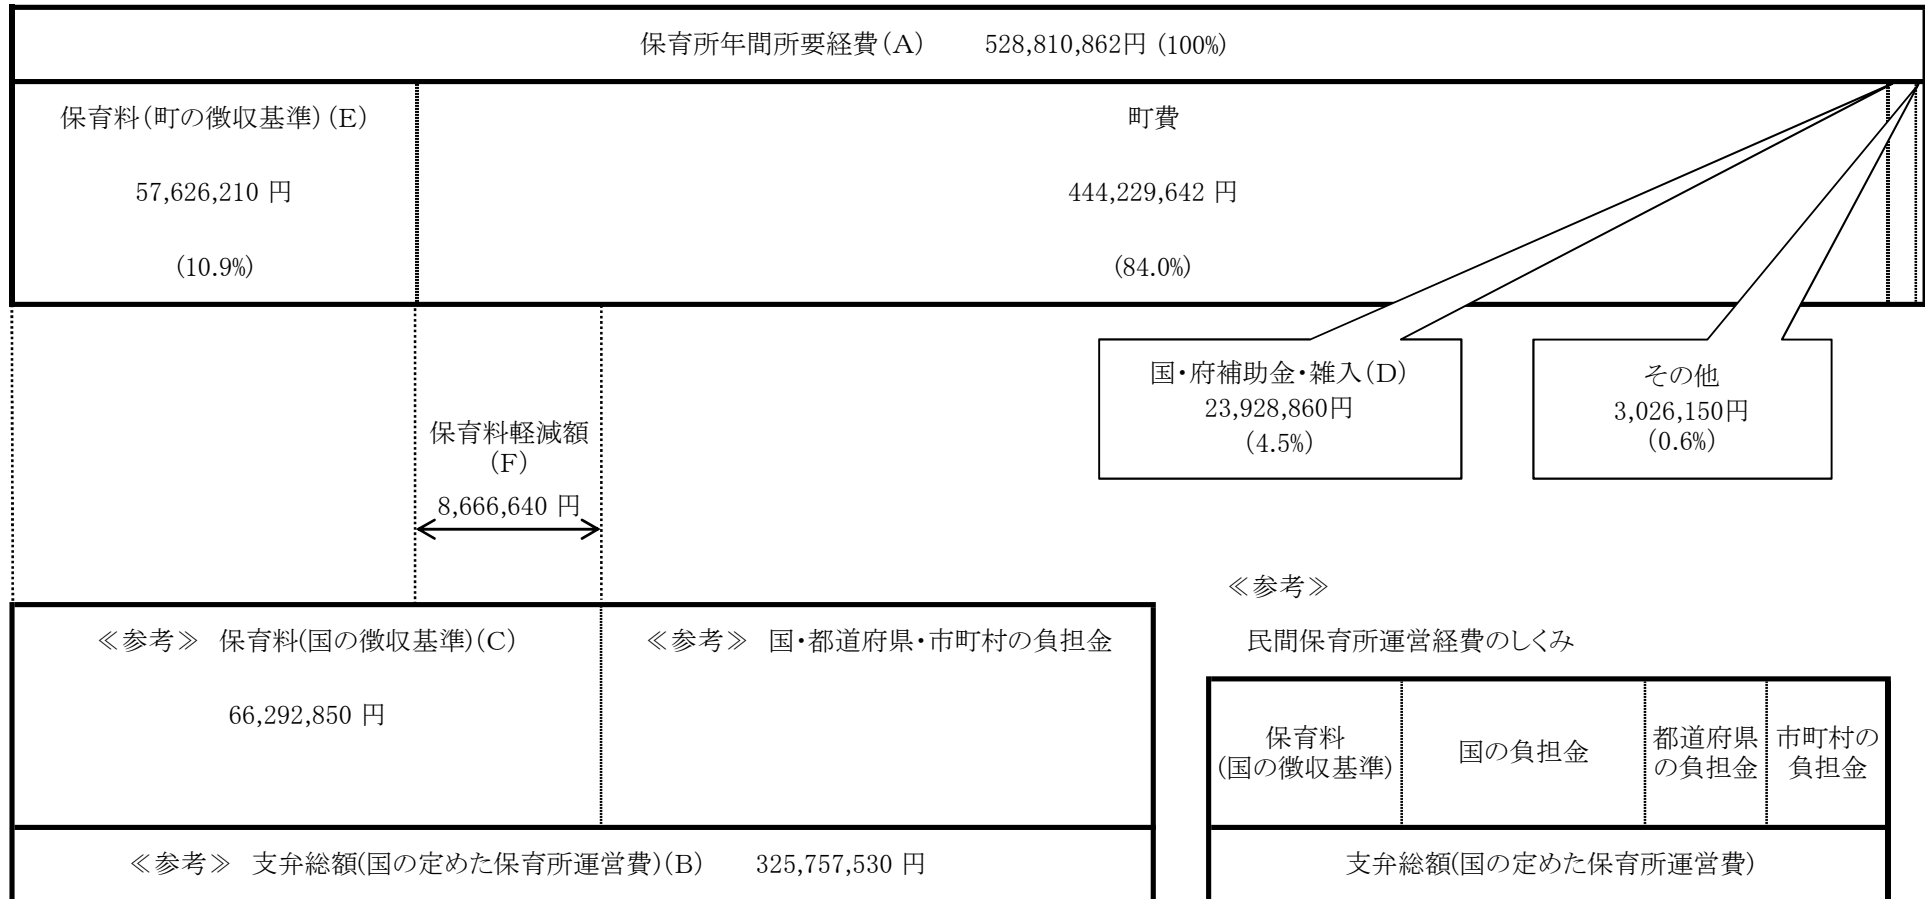 保育所年間所要経費(A) 528,810,862円 (100%)
保育料(町の徴収基準)(E)
57,626,210 円
(10.9%)
町費
444,229,642 円
(84.0%)
国・府補助金・雑入(D)
23,928,860円
(4.5%)
その他
3,026,150円
(0.6%)
保育料軽減額
(F)
8,666,640 円
≪参考≫ 保育料(国の徴収基準)(C)
66,292,850 円
≪参考≫ 国・都道府県・市町村の負担金
≪参考≫ 支弁総額(国の定めた保育所運営費)(B) 325,757,530 円
≪参考≫
民間保育所運営経費のしくみ
保育料
(国の徴収基準)
国の負担金
都道府県
の負担金
市町村の
負担金
支弁総額(国の定めた保育所運営費)